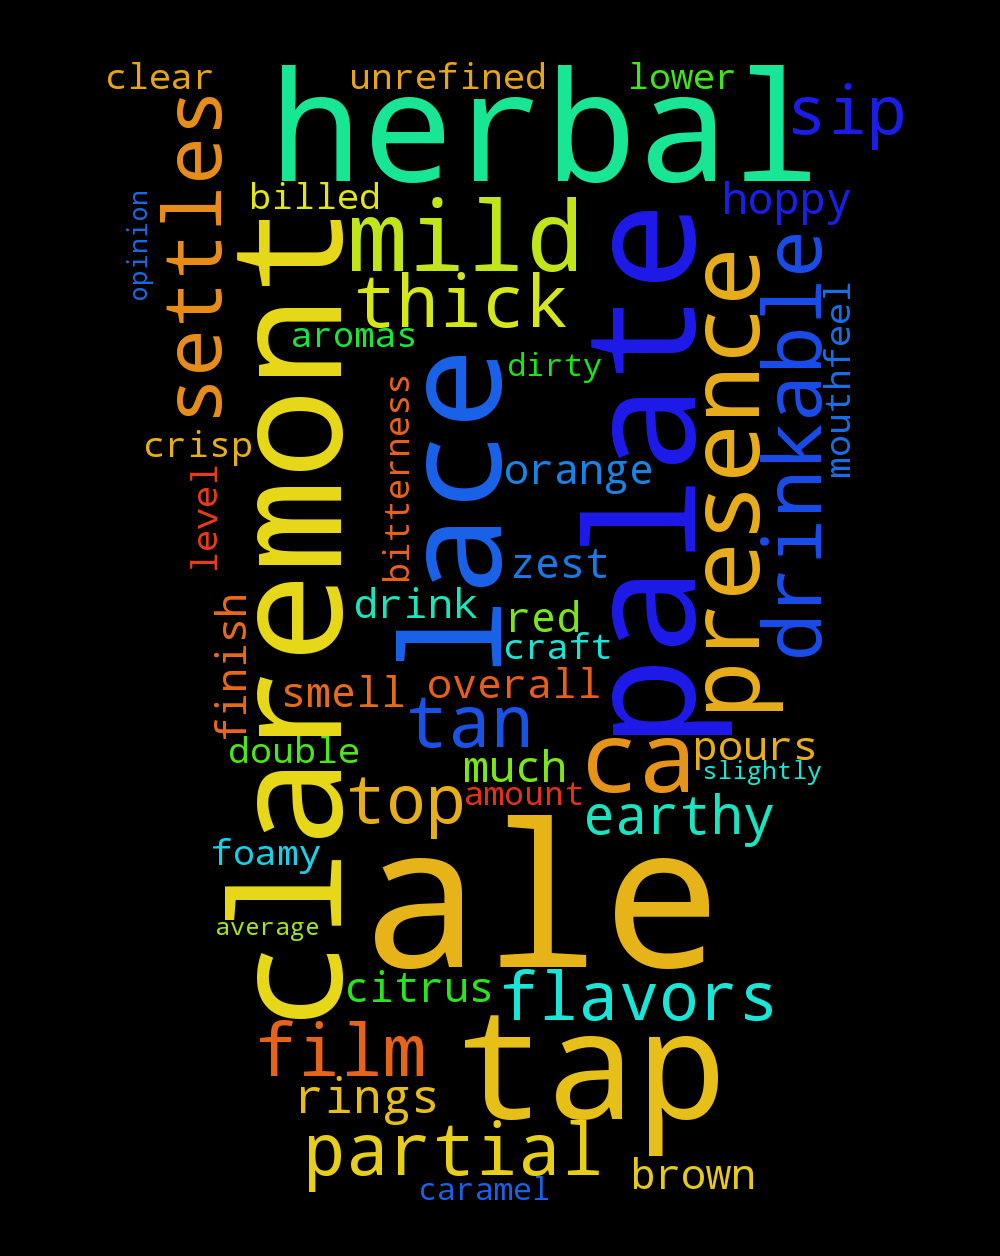 clear
unrefined
lower
herbal
sip
settles
opinion
billed
mild
hoppy
claremont
palate
thick
presence
drinkable
mouthfeel
aromas
lace
dirty
bitterness
crisp
level
orange
zest
drink
red
craft
finish
smell
overall
tan
double
much
ca
pours
slightly
top
amount
earthy
foamy
ale
average
citrus
flavors
film
tap
rings
partial
brown
caramel